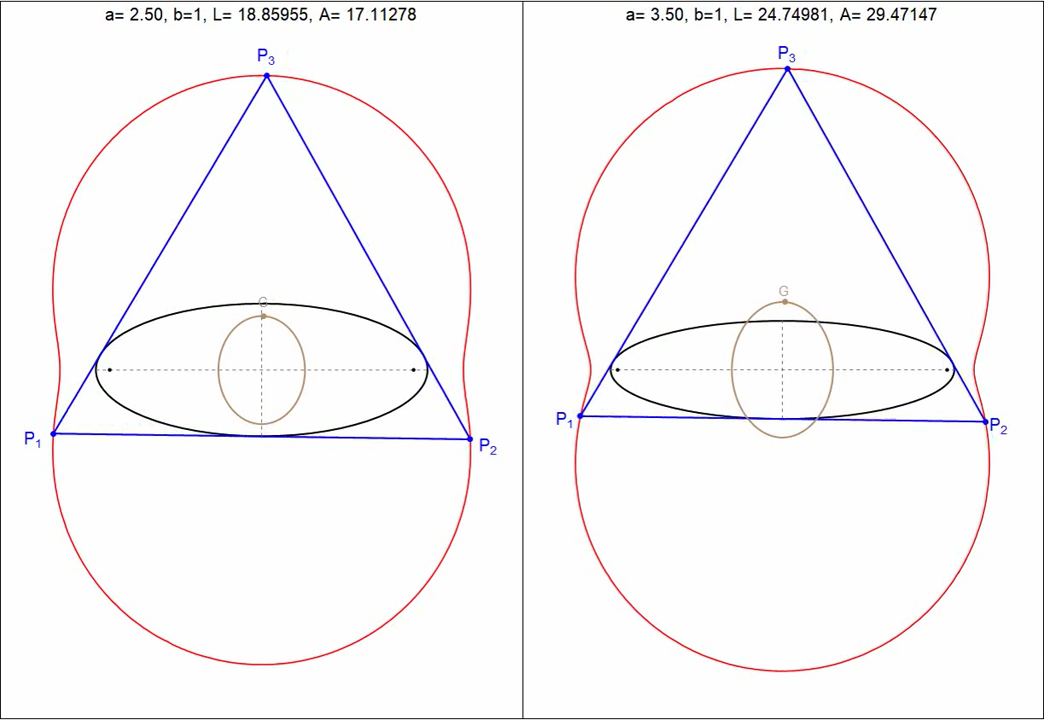 a= 2.50, b=1, L= 18.85955, A= 17.11278
P3
G
P1
P2
a= 3.50, b=1, L= 24.74981, A= 29.47147
P3
G
P1
P2